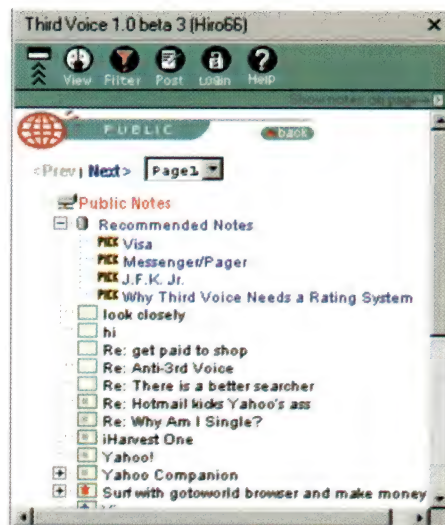 Third Voice 1.0 beta 3 (Hiro66)
View Filter Post Login Help
Show notes on page
PUBLIC back
<Prev | Next> Page1
Public Notes
Recommended Notes
PICK Visa
PICK Messenger/Pager
PICK J.F.K. Jr.
PICK Why Third Voice Needs a Rating System
look closely
hi
Re: get paid to shop
Re: Anti-3rd Voice
Re: There is a better searcher
Re: Hotmail kicks Yahoo's ass
Re: Why Am I Single?
iHarvest One
Yahoo!
Yahoo Companion
Surf with gotoworld browser and make money